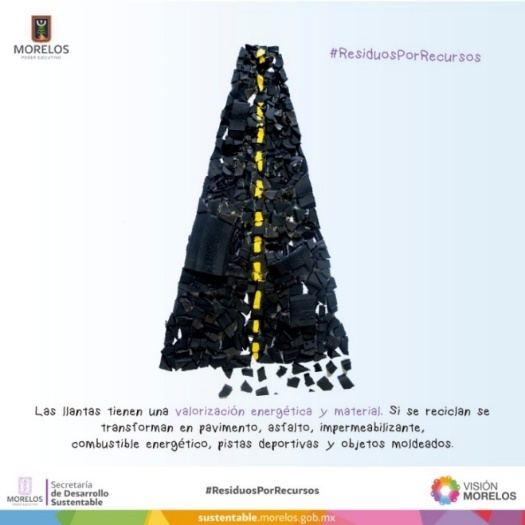 MORELOS
PODER EJECUTIVO
#ResiduosPorRecursos
Las llantas tienen una valorización energética y material. Si se reciclan se
transforman en pavimento, asfalto, impermeabilizante,
combustible energético, pistas deportivas y objetos moldeados.
MORELOS
PODER EJECUTIVO
Secretaría
de Desarrollo
Sustentable
#ResiduosPorRecursos
VISIÓN
MORELOS
sustentable.morelos.gob.mx